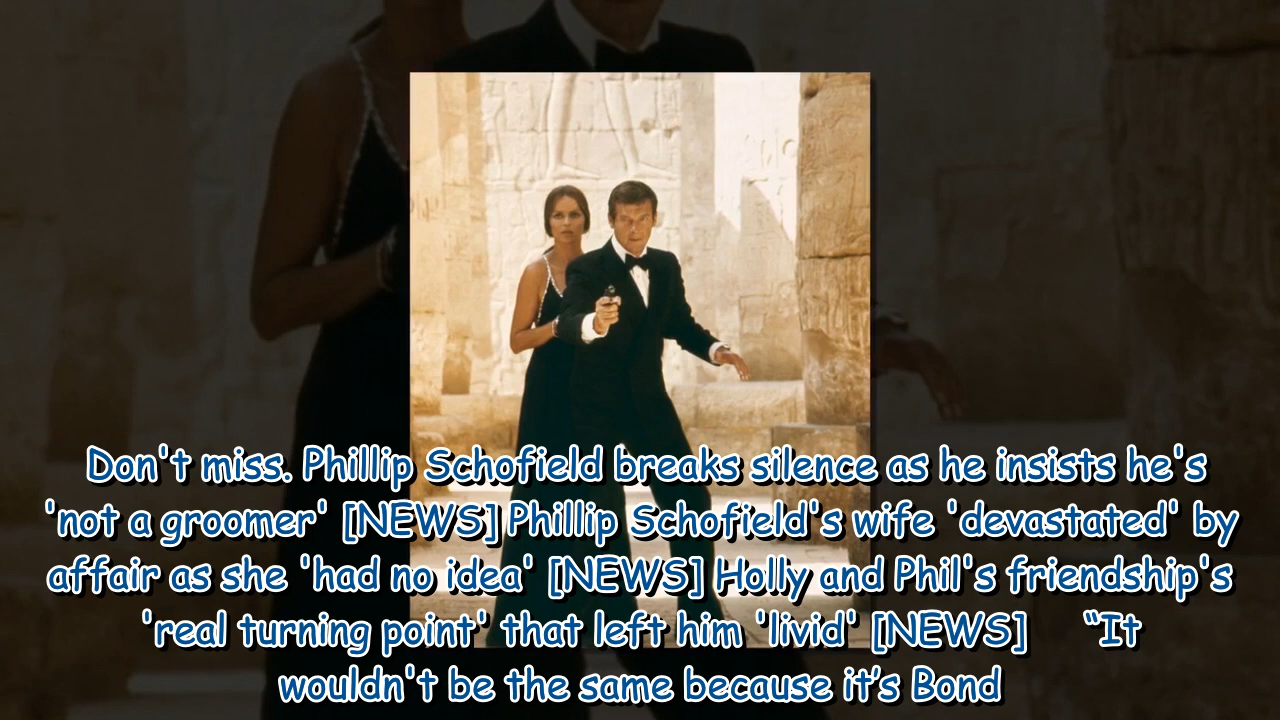 Don't miss. Phillip Schofield breaks silence as he insists he's
'not a groomer' [NEWS] Phillip Schofield's wife 'devastated' by
affair as she 'had no idea' [NEWS] Holly and Phil's friendship's
'real turning point' that left him 'livid' [NEWS] “It
wouldn't be the same because it’s Bond